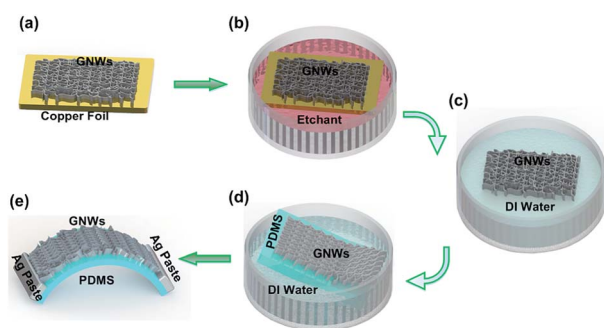 (a)
GNWs
Copper Foil
(b)
GNWs
Etchant
(c)
GNWs
DI Water
(d)
PDMS
GNWs
DI Water
(e)
GNWs
Ag Paste
PDMS
Ag Paste